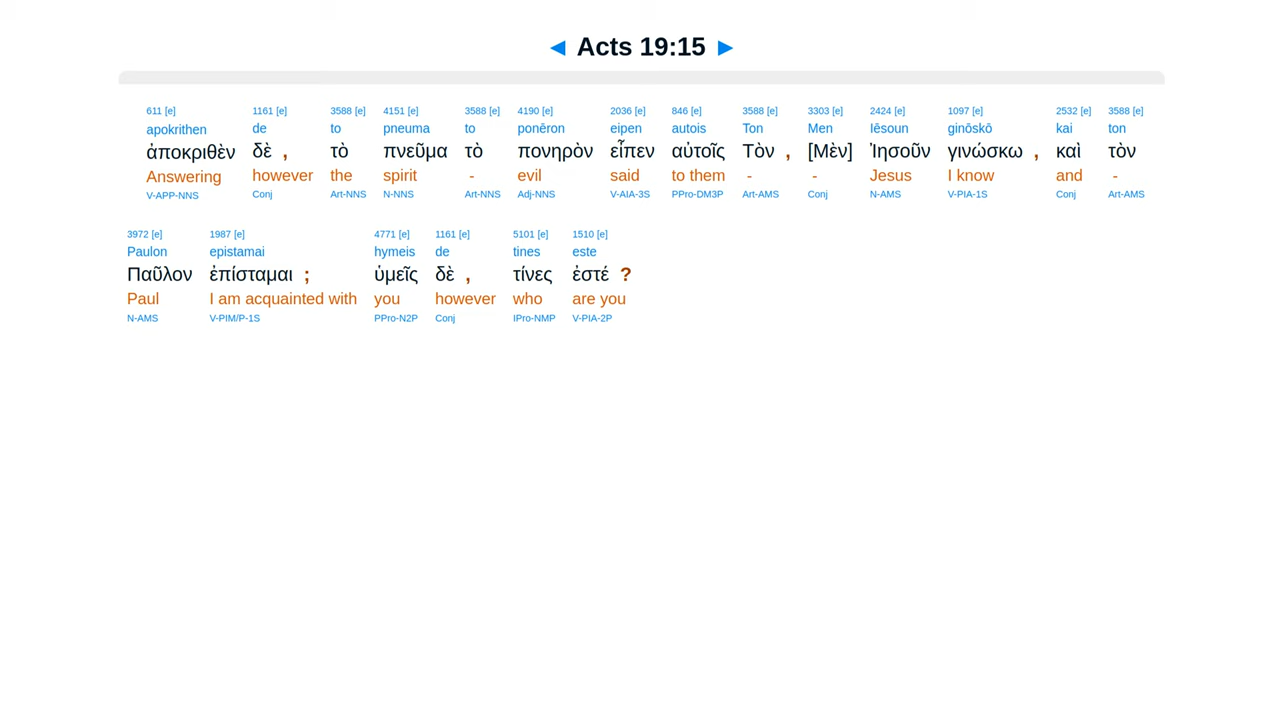 ◄ Acts 19:15 ►
611 [e] 1161 [e] 3588 [e] 4151 [e] 3588 [e] 4190 [e] 2036 [e] 846 [e] 3588 [e] 3303 [e] 2424 [e] 1097 [e] 2532 [e] 3588 [e]
apokrithen de to pneuma to ponēron eipen autois Ton Men Iēsoun ginōskō kai ton
ἀποκριθὲν δὲ , τὸ πνεῦμα τὸ πονηρὸν εἶπεν αὐτοῖς Τὸν , [Μὲν] Ἰησοῦν γινώσκω , καὶ τὸν
Answering however the spirit - evil said to them - - Jesus I know and -
V-APP-NNS Conj Art-NNS N-NNS Art-NNS Adj-NNS V-AIA-3S PPro-DM3P Art-AMS Conj N-AMS V-PIA-1S Conj Art-AMS
3972 [e] 1987 [e] 4771 [e] 1161 [e] 5101 [e] 1510 [e]
Paulon epistamai hymeis de tines este
Παῦλον ἐπίσταμαι ; ὑμεῖς δὲ , τίνες ἐστέ ?
Paul I am acquainted with you however who are you
N-AMS V-PIM/P-1S PPro-N2P Conj IPro-NMP V-PIA-2P